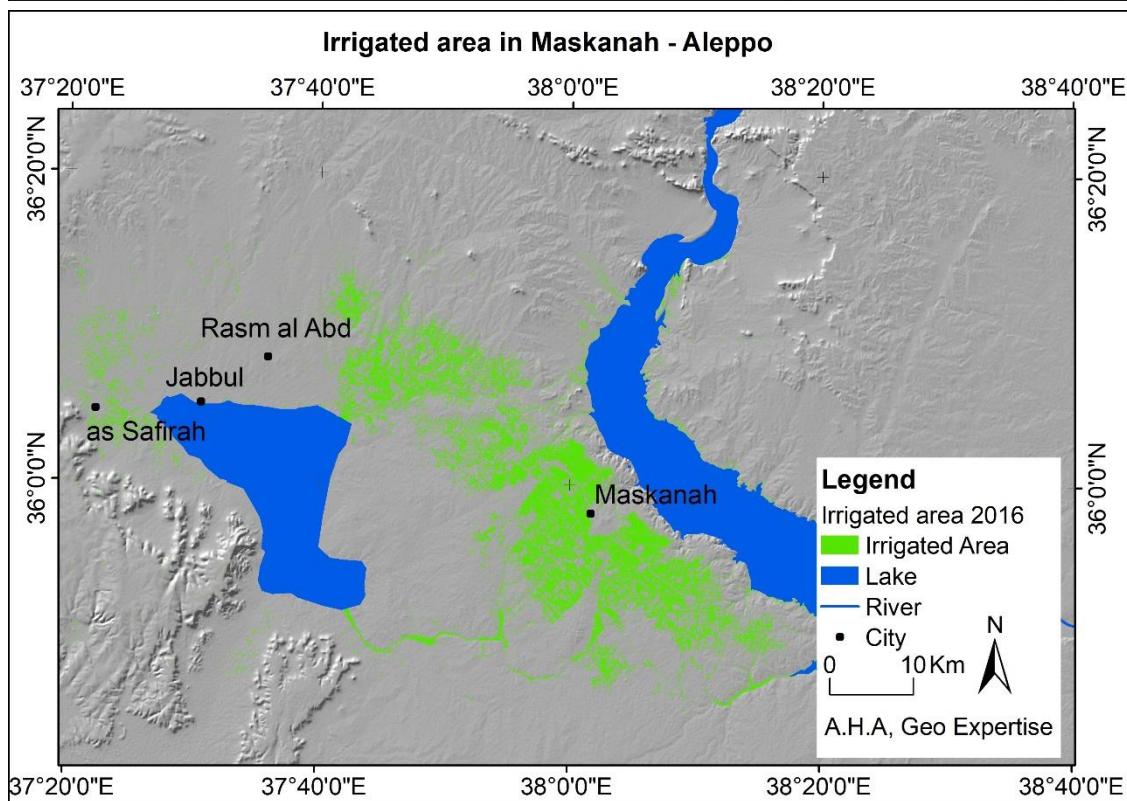 Irrigated area in Maskanah - Aleppo
37°20'0"E 37°40'0"E 38°0'0"E 38°20'0"E 38°40'0"E
36°20'0"N 36°20'0"N
Rasm al Abd
Jabbul
as Safirah
Maskanah
36°0'0"N 36°0'0"N
Legend
Irrigated area 2016
Irrigated Area
Lake
River
City
N
0 10 Km
A.H.A, Geo Expertise
37°20'0"E 37°40'0"E 38°0'0"E 38°20'0"E 38°40'0"E